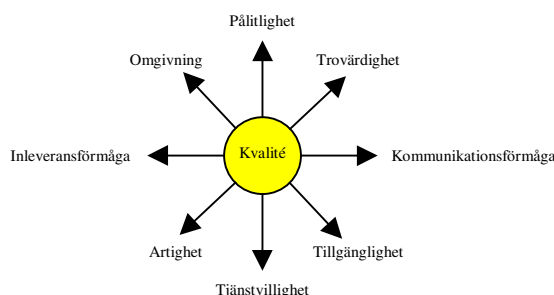 Pålitlighet
Omgivning
Trovärdighet
Inleveransförmåga
Kvalité
Kommunikationsförmåga
Artighet
Tillgänglighet
Tjänstvillighet